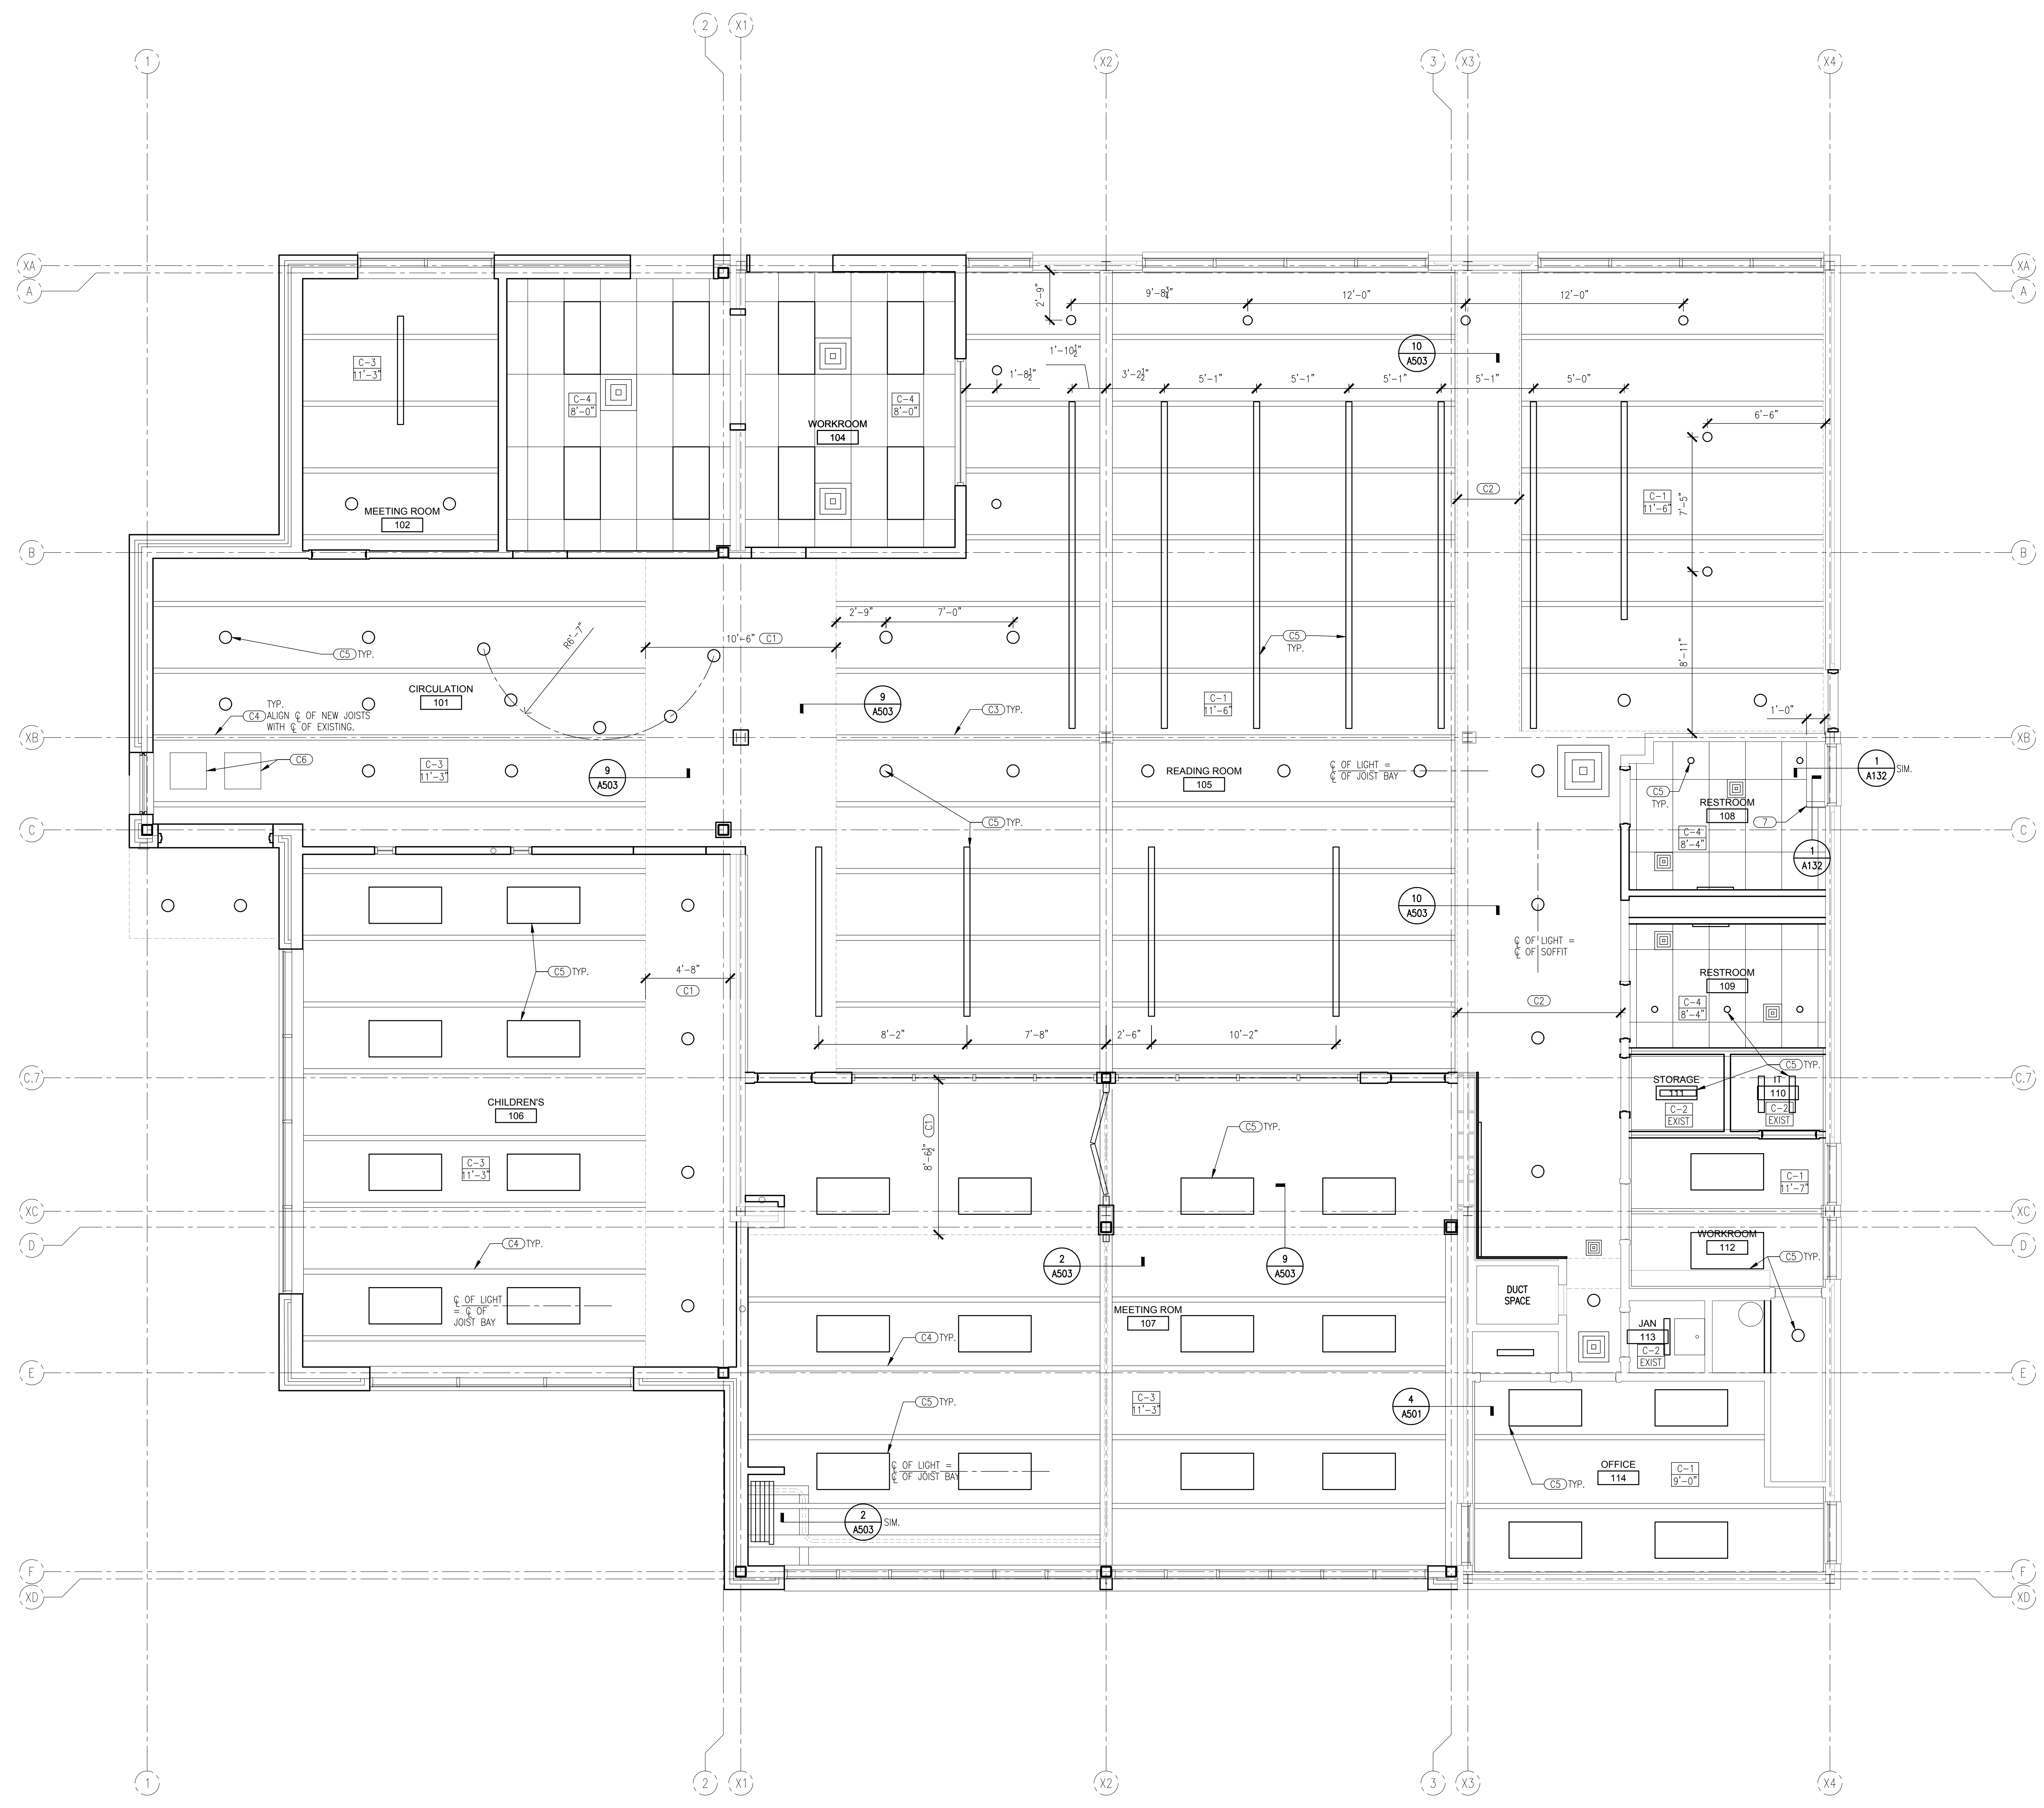 2
X1
1
X2
3
X3
X4
XA
A
XA
A
9'-8¾"
12'-0"
12'-0"
2'-9"
1'-10½"
10
A503
C-3
11'-3"
1'-8½"
3'-2½"
5'-1"
5'-1"
5'-1"
5'-1"
5'-0"
C-4
8'-0"
C-4
8'-0"
6'-6"
WORKROOM
104
C2
C-1
11'-6"
7'-5"
MEETING ROOM
102
B
B
2'-9"
7'-0"
R6'-7"
10'-6" C1
C5 TYP.
C5
TYP.
8'-11"
CIRCULATION
101
9
A503
C-1
11'-6"
TYP.
C4 ALIGN ℄ OF NEW JOISTS
WITH ℄ OF EXISTING.
C3 TYP.
1'-0"
XB
XB
C6
C-3
11'-3"
9
A503
READING ROOM
105
℄ OF LIGHT =
℄ OF JOIST BAY
1
A132
SIM.
C5
TYP.
RESTROOM
108
7
C5 TYP.
C
C
C-4
8'-4"
1
A132
10
A503
℄ OF LIGHT =
℄ OF SOFFIT
C5 TYP.
4'-8"
C1
RESTROOM
109
C2
C-4
8'-4"
8'-2"
7'-8"
2'-6"
10'-2"
C5 TYP.
C.7
C.7
STORAGE
111
IT
110
C-2
EXIST
C-2
EXIST
CHILDREN'S
106
8'-6½"
C1
C5 TYP.
C-3
11'-3"
C-1
11'-7"
XC
XC
D
D
C4 TYP.
WORKROOM
112
C5 TYP.
2
A503
9
A503
DUCT
SPACE
℄ OF LIGHT
= ℄ OF
JOIST BAY
MEETING ROM
107
JAN
113
C-2
EXIST
C4 TYP.
E
E
C-3
11'-3"
C5 TYP.
4
A501
℄ OF LIGHT =
℄ OF JOIST BAY
OFFICE
114
C-1
9'-0"
C5 TYP.
2
A503
SIM.
F
F
XD
XD
1
2
X1
X2
3
X3
X4